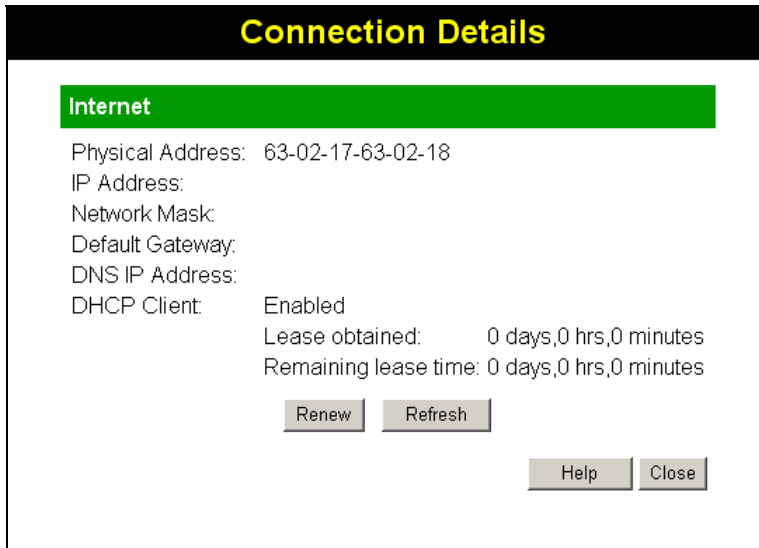 Connection Details
Internet
Physical Address: 63-02-17-63-02-18
IP Address:
Network Mask:
Default Gateway:
DNS IP Address:
DHCP Client: Enabled
Lease obtained: 0 days,0 hrs,0 minutes
Remaining lease time: 0 days,0 hrs,0 minutes
Renew Refresh
Help Close